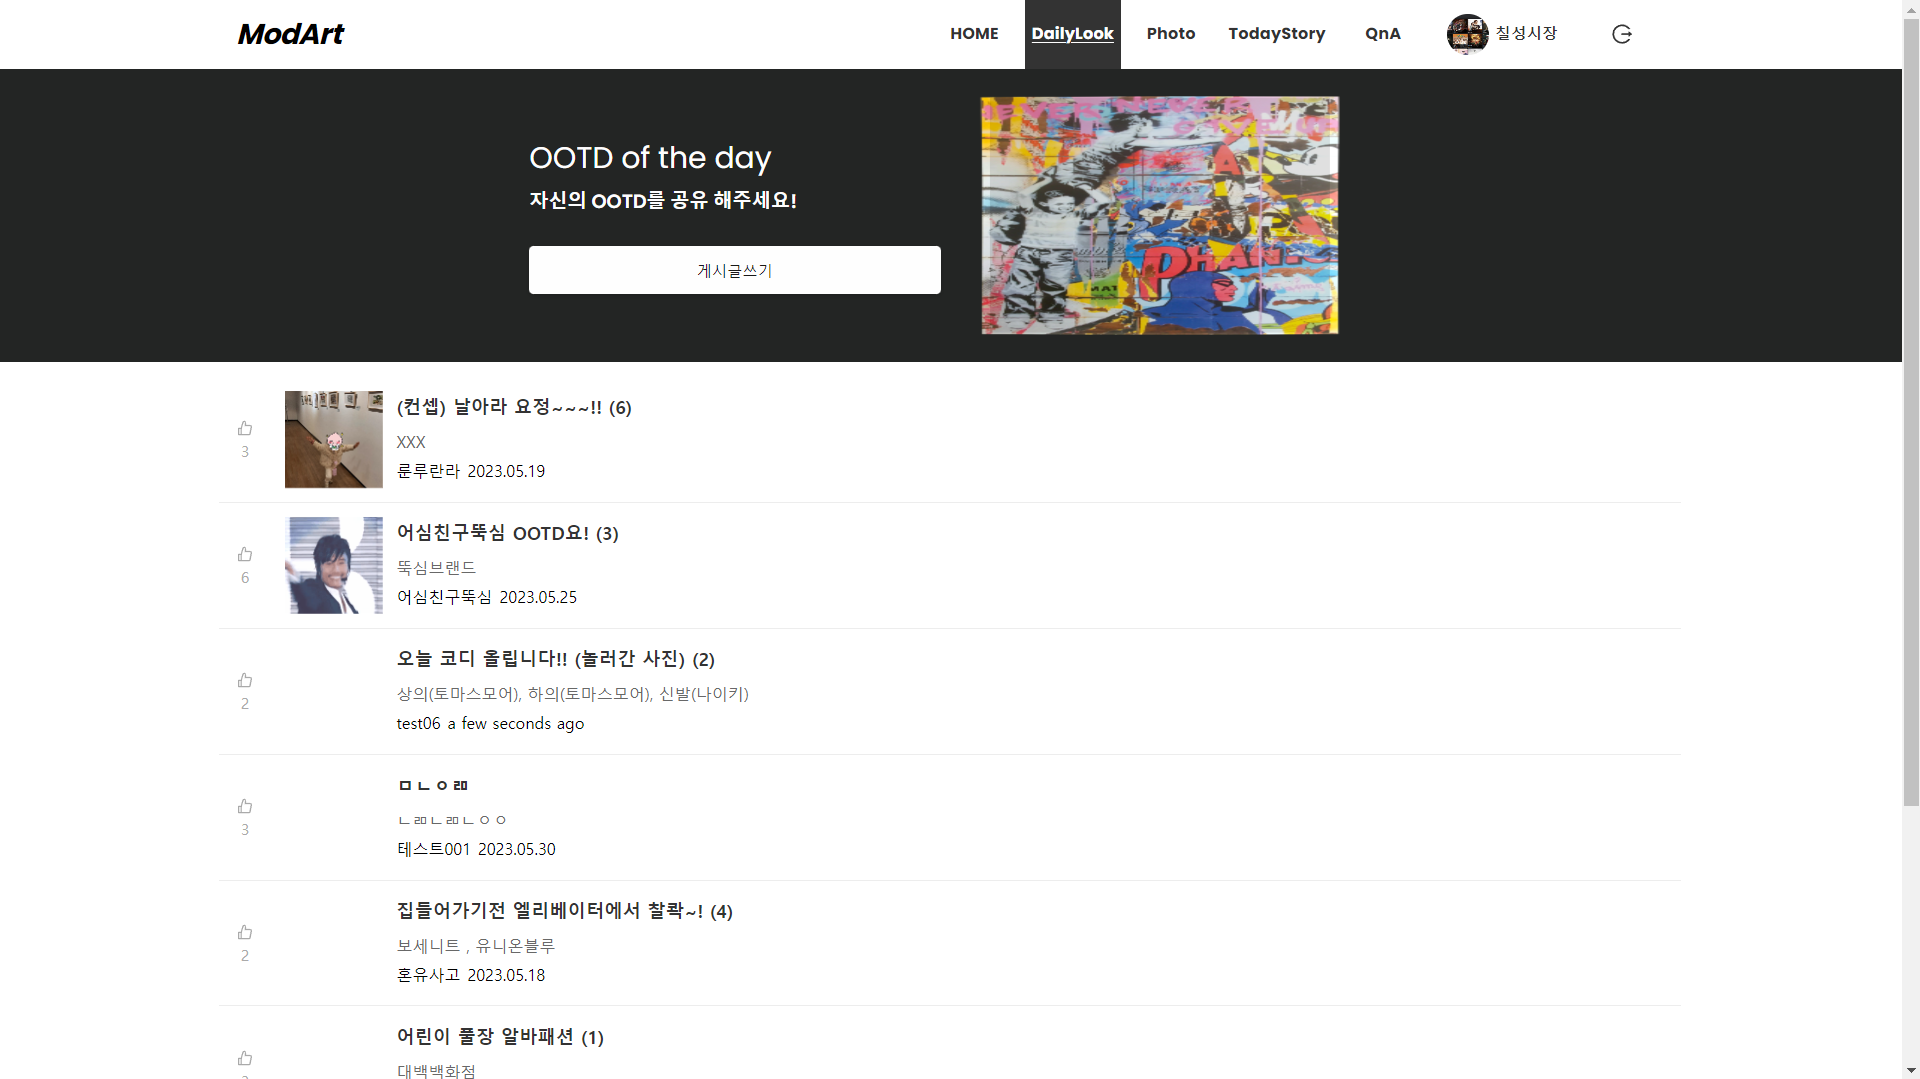 ModArt
HOME
DailyLook
Photo
TodayStory
QnA
칠성시장
OOTD of the day
자신의 OOTD를 공유 해주세요!
게시글쓰기
PHAN
MAT
3
(컨셉) 날아라 요정~~~!! (6)
XXX
룬루란라 2023.05.19
6
어심친구뚝심 OOTD요! (3)
뚝심브랜드
어심친구뚝심 2023.05.25
2
오늘 코디 올립니다!! (놀러간 사진) (2)
상의(토마스모어), 하의(토마스모어), 신발(나이키)
test06 a few seconds ago
3
ㅁㄴㅇㄻ
ㄴㄻㄴㄻㄴㅇㅇ
테스트001 2023.05.30
2
집들어가기전 엘리베이터에서 찰콱~! (4)
보세니트 , 유니온블루
혼유사고 2023.05.18
어린이 풀장 알바패션 (1)
대백백화점